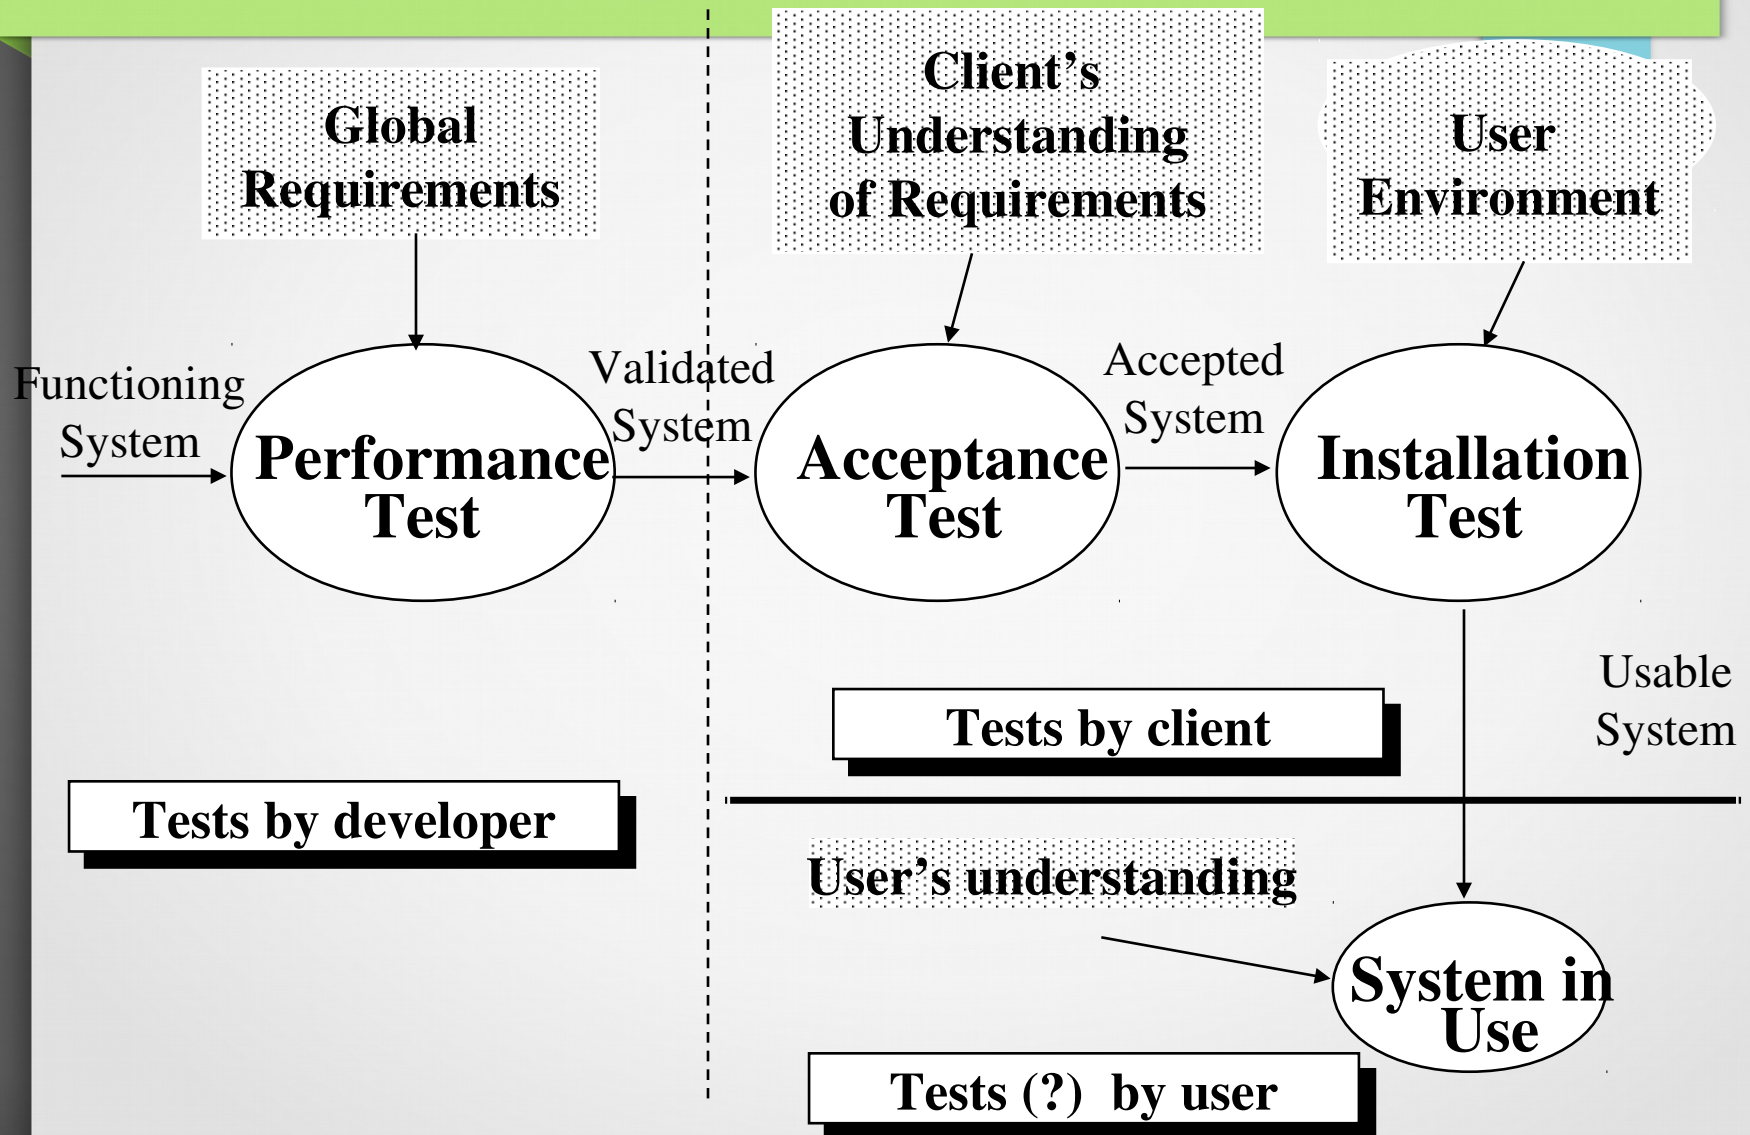 Global
Requirements
Client's
Understanding
of Requirements
User
Environment
Functioning
System
Performance
Test
Validated
System
Acceptance
Test
Accepted
System
Installation
Test
Usable
System
Tests by client
Tests by developer
User's understanding
System in
Use
Tests (?) by user